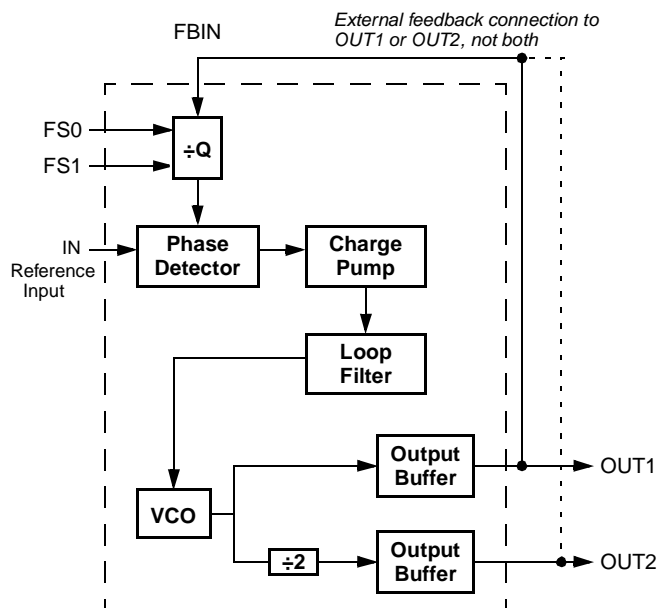 External feedback connection to
OUT1 or OUT2, not both
FBIN
FS0
FS1
÷Q
IN
Reference
Input
Phase
Detector
Charge
Pump
Loop
Filter
Output
Buffer
OUT1
VCO
÷2
Output
Buffer
OUT2